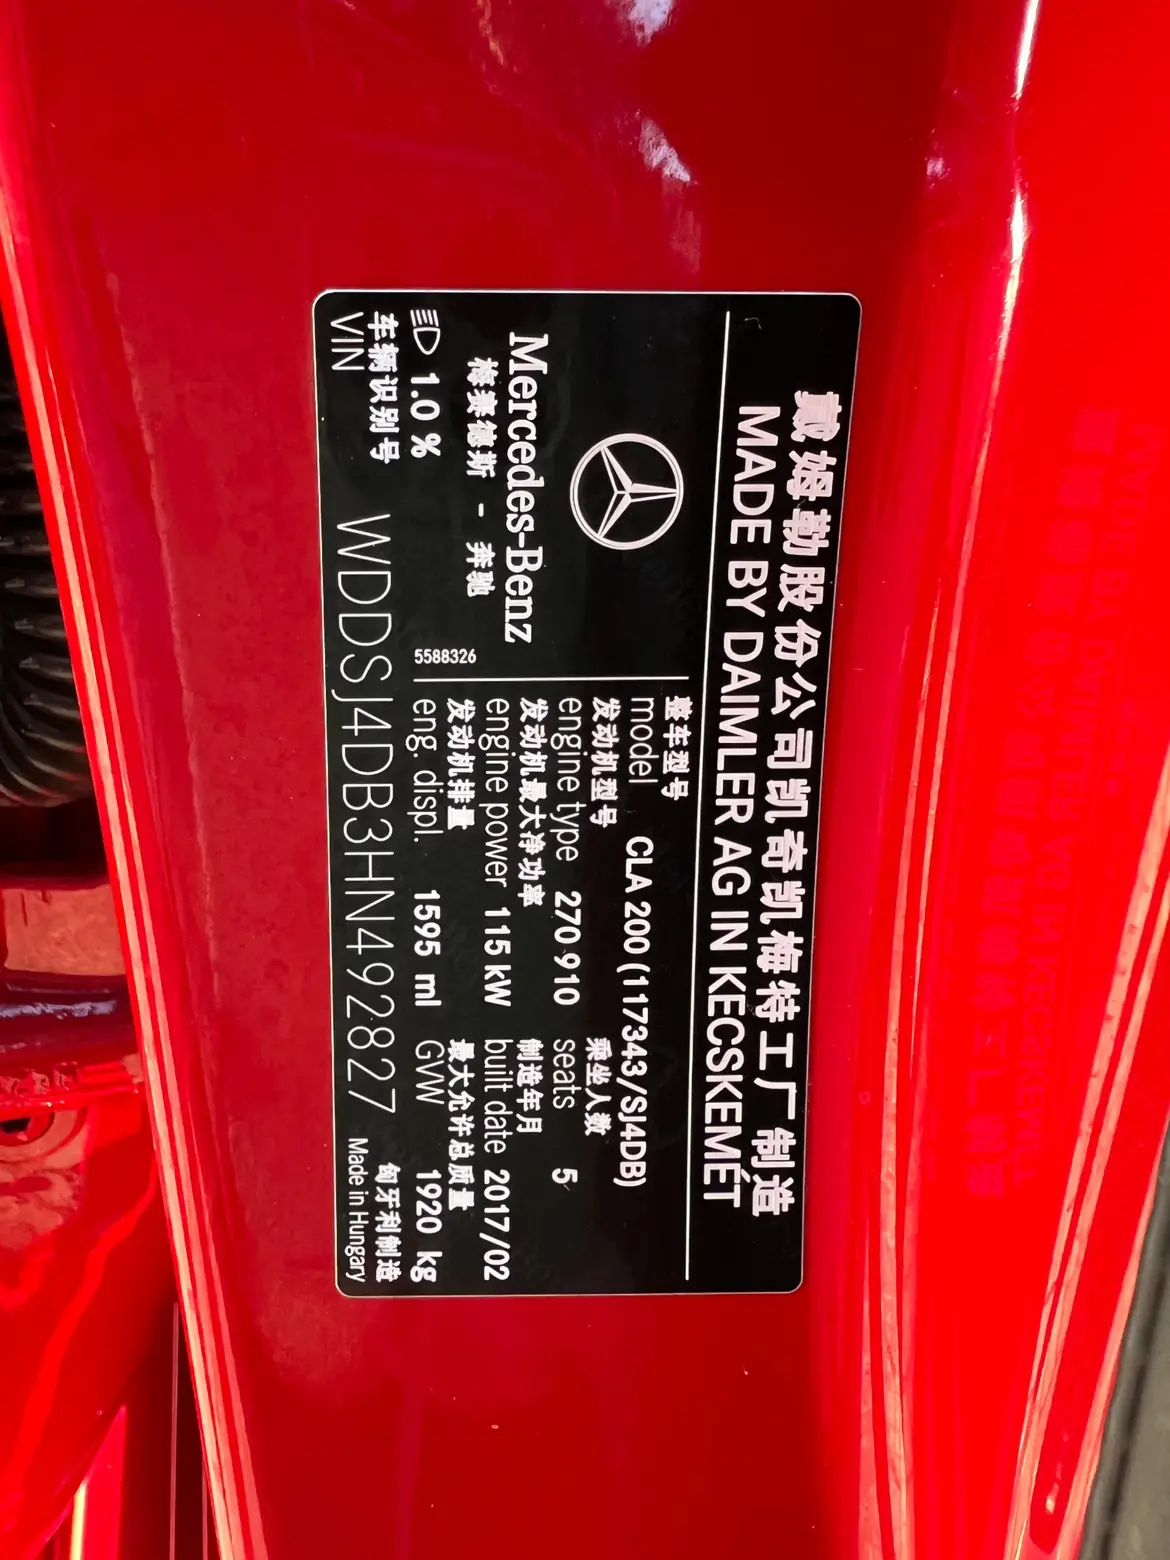 戴姆勒股份公司凯奇凯梅特工厂制造
MADE BY DAIMLER AG IN KECSKEMÉT
Mercedes-Benz
梅赛德斯 - 奔驰
1.0 %
5588326
整车型号
model CLA 200 (117343/SJ4DB)
发动机型号 乘坐人数
engine type 270 910 seats 5
发动机最大净功率 制造年月
engine power 115 kW built date 2017/02
发动机排量 最大允许总质量
eng. displ. 1595 ml GVW 1920 kg
车辆识别号 匈牙利制造
VIN WDDSJ4DB3HN492827 Made in Hungary